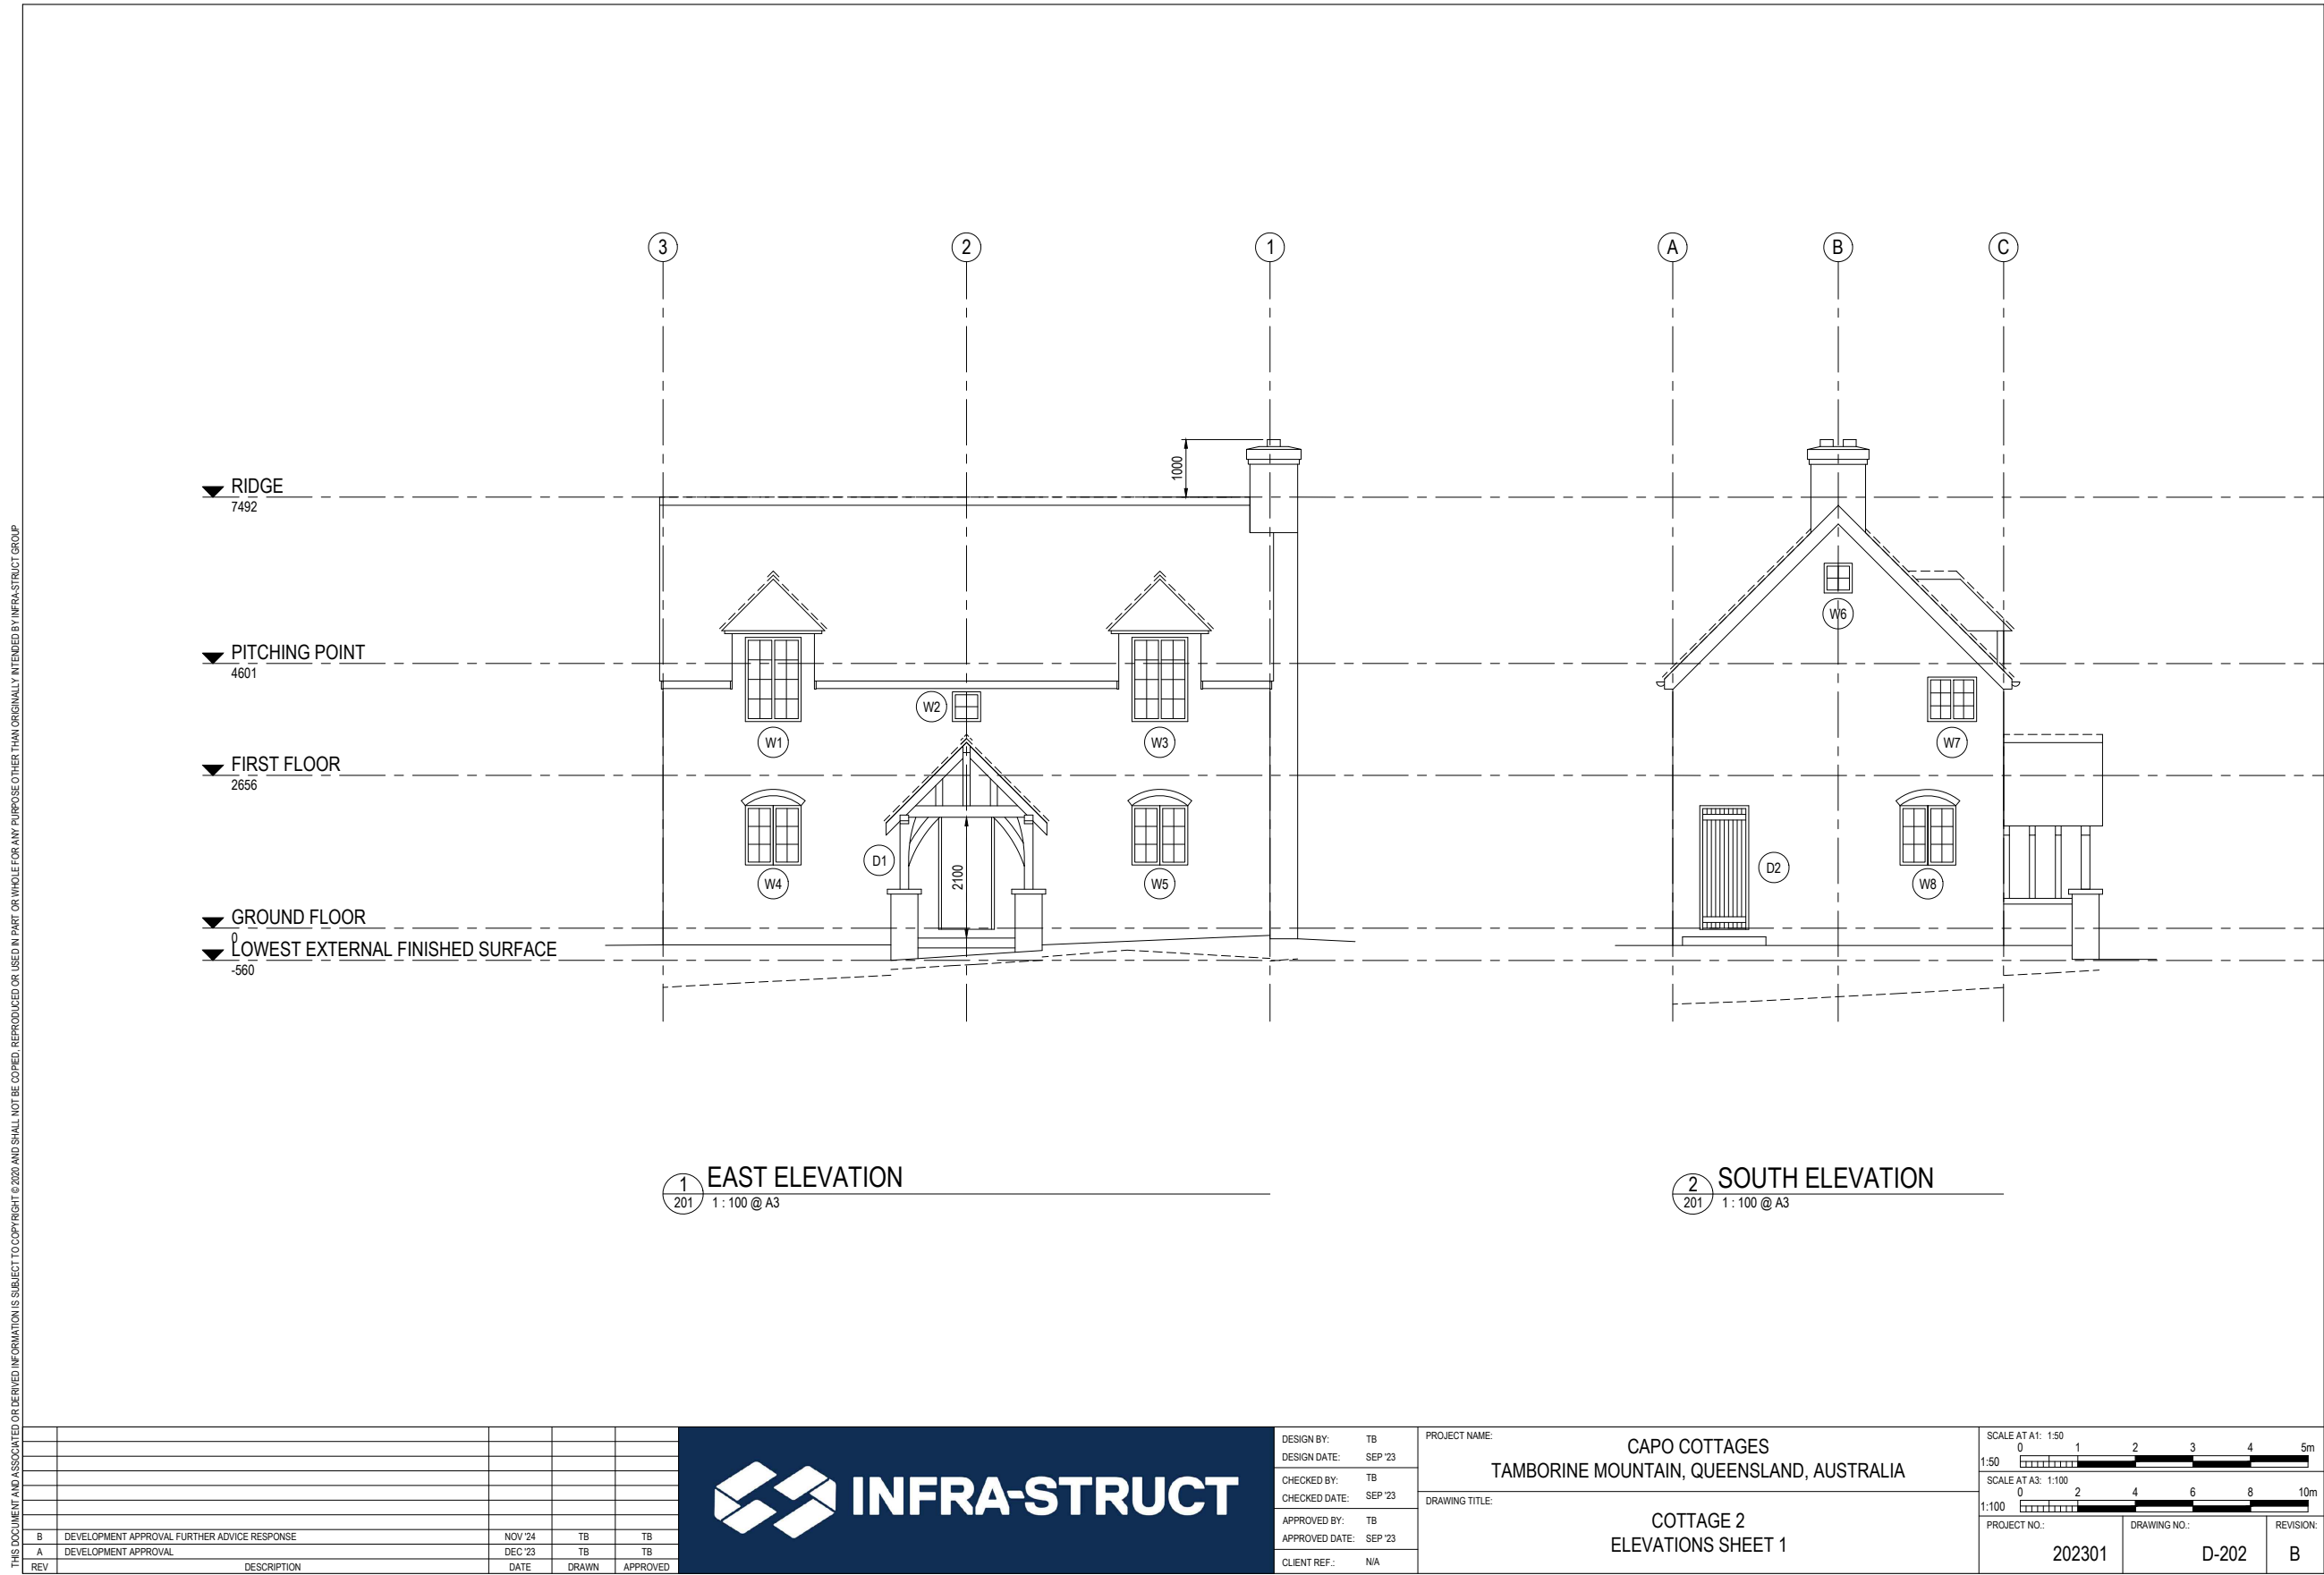 THIS DOCUMENT AND ASSOCIATED OR DERIVED INFORMATION IS SUBJECT TO COPYRIGHT © 2020 AND SHALL NOT BE COPIED, REPRODUCED OR USED IN PART OR WHOLE FOR ANY PURPOSE OTHER THAN ORIGINALLY INTENDED BY INFRA-STRUCT GROUP
3
2
1
A
B
C
1000
RIDGE
7492
W6
PITCHING POINT
4601
W2
W1
W3
W7
FIRST FLOOR
2656
D1
2100
D2
W4
W5
W8
GROUND FLOOR
0
LOWEST EXTERNAL FINISHED SURFACE
-560
1
201
EAST ELEVATION
1 : 100 @ A3
2
201
SOUTH ELEVATION
1 : 100 @ A3
B DEVELOPMENT APPROVAL FURTHER ADVICE RESPONSE NOV '24 TB TB
A DEVELOPMENT APPROVAL DEC '23 TB TB
REV DESCRIPTION DATE DRAWN APPROVED
INFRA-STRUCT
DESIGN BY: TB
DESIGN DATE: SEP '23
CHECKED BY: TB
CHECKED DATE: SEP '23
APPROVED BY: TB
APPROVED DATE: SEP '23
CLIENT REF.: N/A
PROJECT NAME:
CAPO COTTAGES
TAMBORINE MOUNTAIN, QUEENSLAND, AUSTRALIA
DRAWING TITLE:
COTTAGE 2
ELEVATIONS SHEET 1
SCALE AT A1: 1:50
0 1 2 3 4 5m
1:50
SCALE AT A3: 1:100
0 2 4 6 8 10m
1:100
PROJECT NO.:
202301
DRAWING NO.:
D-202
REVISION:
B